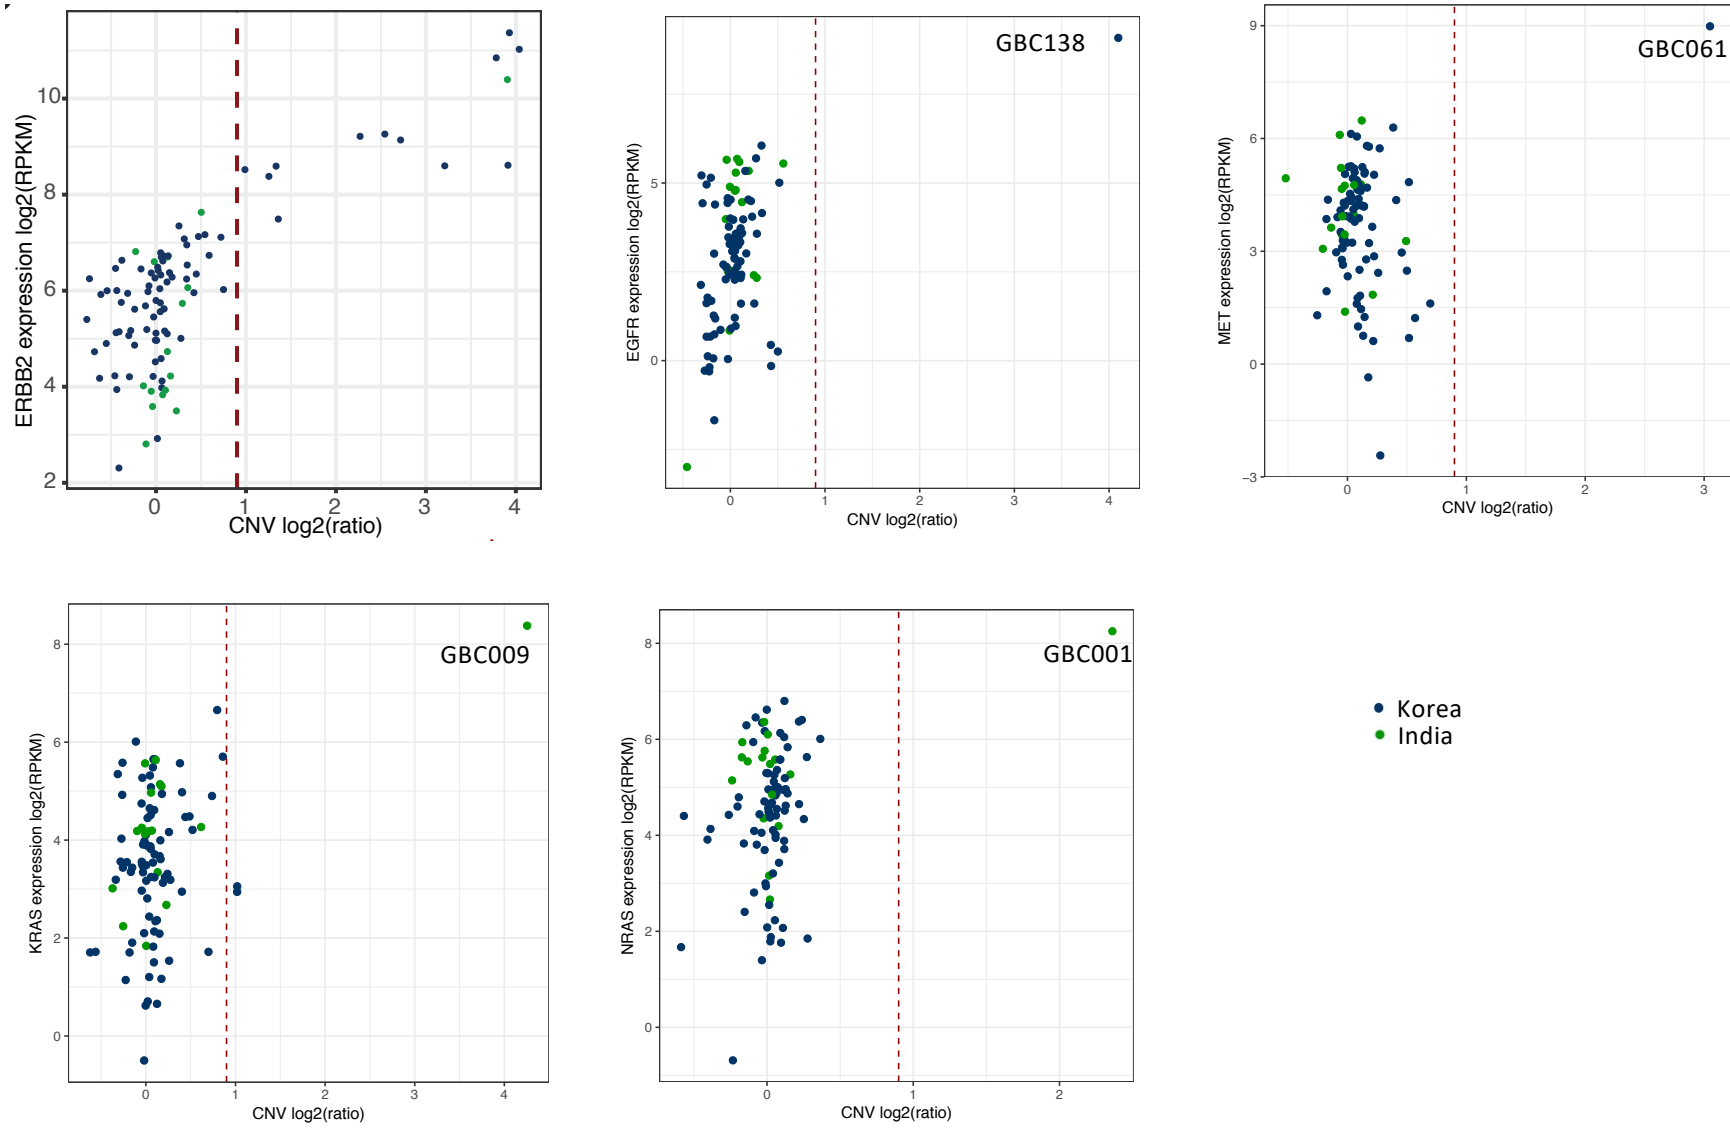 ERBB2 expression log2(RPKM)
10
8
6
4
2
0
1
2
3
4
CNV log2(ratio)
GBC138
EGFR expression log2(RPKM)
5
0
0
1
2
3
4
CNV log2(ratio)
GBC061
MET expression log2(RPKM)
9
6
3
0
−3
0
1
2
3
CNV log2(ratio)
GBC009
KRAS expression log2(RPKM)
8
6
4
2
0
0
1
2
3
4
CNV log2(ratio)
GBC001
NRAS expression log2(RPKM)
8
6
4
2
0
0
1
2
CNV log2(ratio)
Korea
India